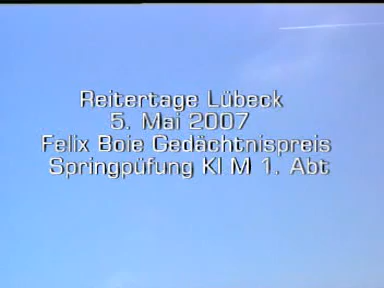 Reitertage Lübeck
5. Mai 2007
Felix Boie Gedächtnispreis
Springpüfung Kl M 1. Abt